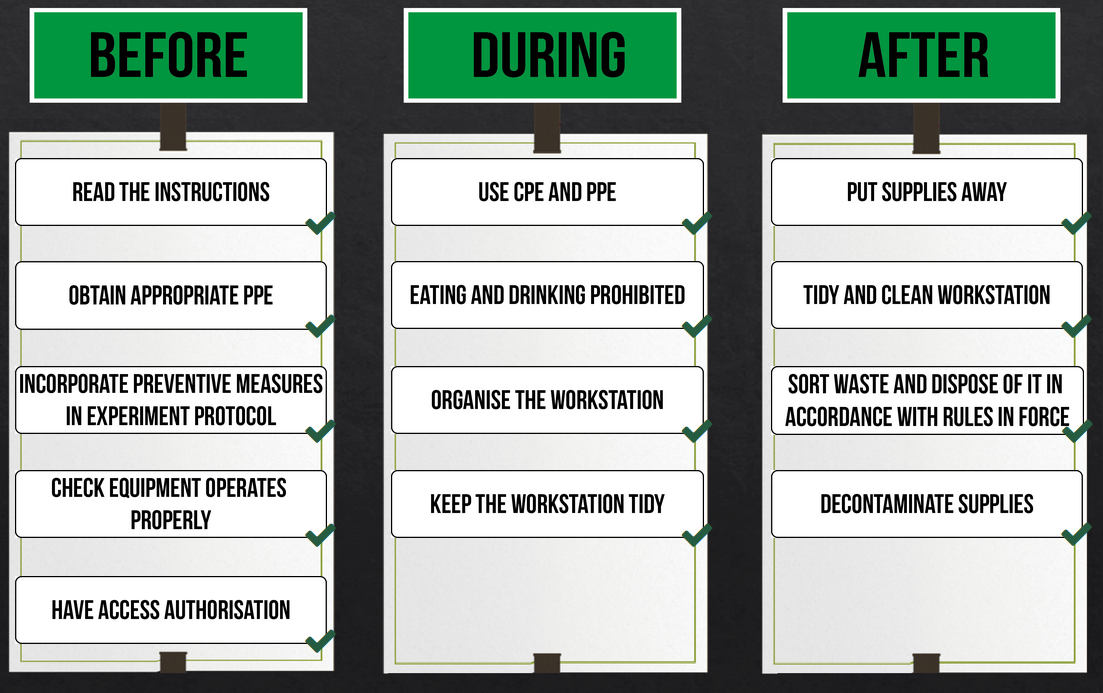 BEFORE
READ THE INSTRUCTIONS
OBTAIN APPROPRIATE PPE
INCORPORATE PREVENTIVE MEASURES
IN EXPERIMENT PROTOCOL
CHECK EQUIPMENT OPERATES
PROPERLY
HAVE ACCESS AUTHORISATION
DURING
USE CPE AND PPE
EATING AND DRINKING PROHIBITED
ORGANISE THE WORKSTATION
KEEP THE WORKSTATION TIDY
AFTER
PUT SUPPLIES AWAY
TIDY AND CLEAN WORKSTATION
SORT WASTE AND DISPOSE OF IT IN
ACCORDANCE WITH RULES IN FORCE
DECONTAMINATE SUPPLIES